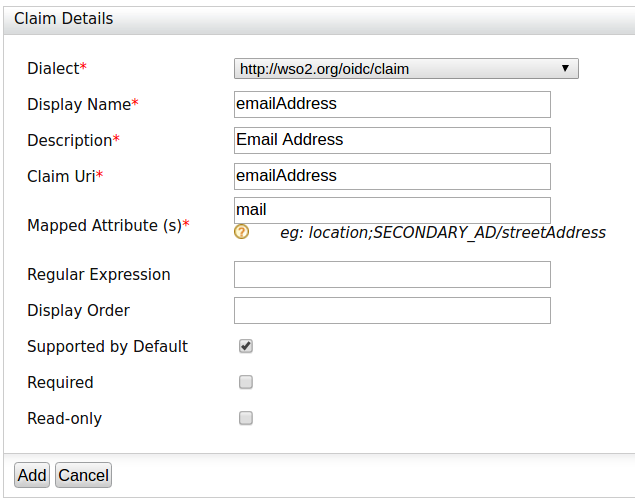 Claim Details
Dialect* http://wso2.org/oidc/claim
Display Name* emailAddress
Description* Email Address
Claim Uri* emailAddress
mail
Mapped Attribute (s)*
? eg: location;SECONDARY_AD/streetAddress
Regular Expression
Display Order
Supported by Default
Required
Read-only
Add Cancel